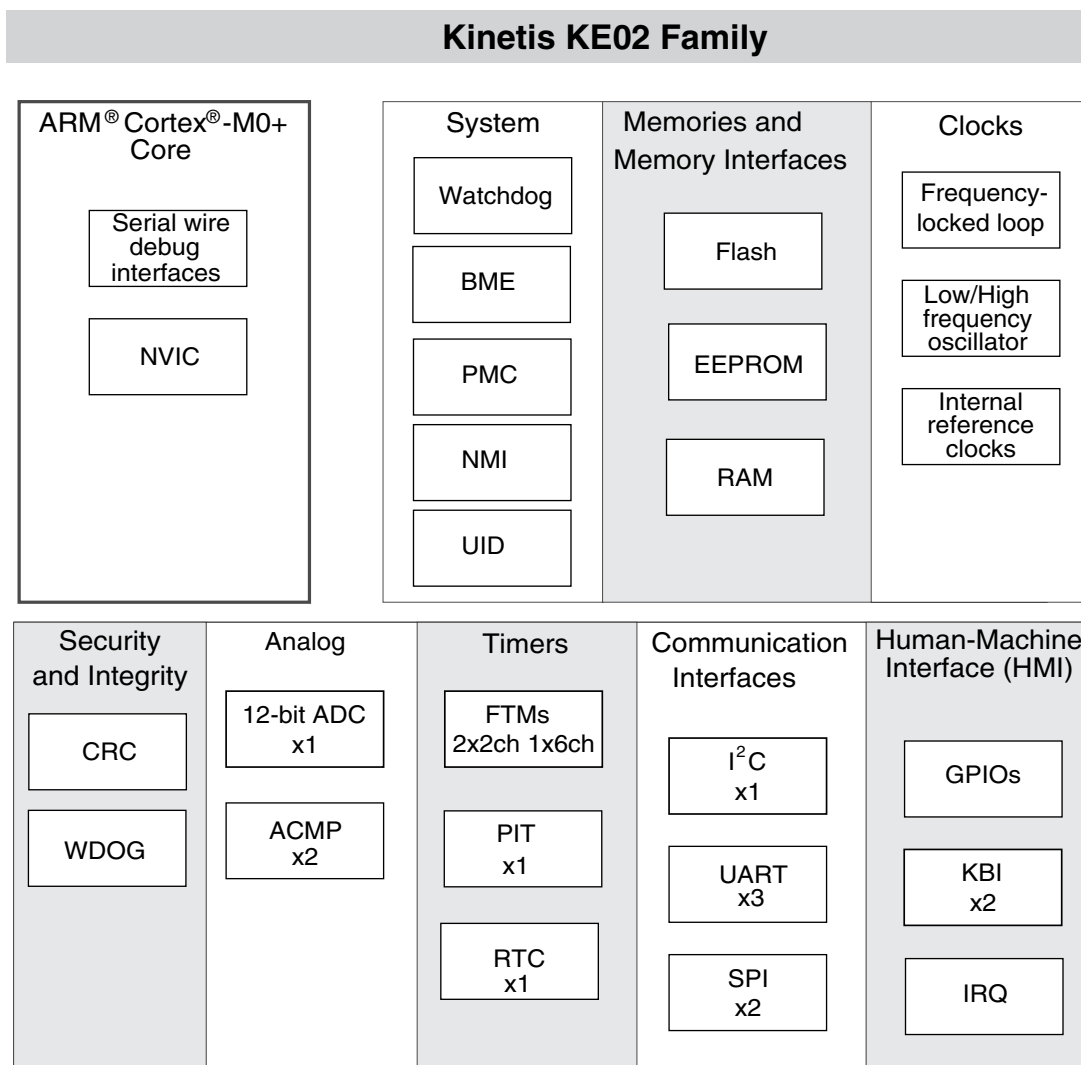 Kinetis KE02 Family
ARM® Cortex®-M0+
Core
Serial wire
debug
interfaces
NVIC
System
Watchdog
BME
PMC
NMI
UID
Memories and
Memory Interfaces
Flash
EEPROM
RAM
Clocks
Frequency-
locked loop
Low/High
frequency
oscillator
Internal
reference
clocks
Security
and Integrity
CRC
WDOG
Analog
12-bit ADC
x1
ACMP
x2
Timers
FTMs
2x2ch 1x6ch
PIT
x1
RTC
x1
Communication
Interfaces
I²C
x1
UART
x3
SPI
x2
Human-Machine
Interface (HMI)
GPIOs
KBI
x2
IRQ